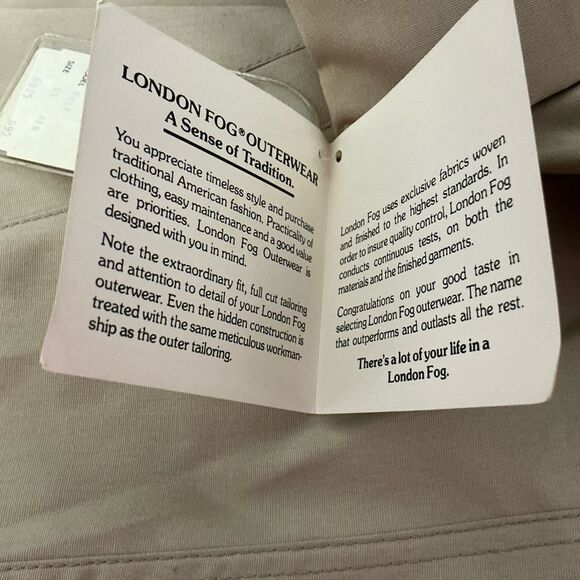 LONDON FOG® OUTERWEAR
A Sense of Tradition.
You appreciate timeless style and purchase
traditional American fashion. Practicality of
clothing, easy maintenance and a good value
are priorities. London Fog Outerwear is
designed with you in mind.
Note the extraordinary fit, full cut tailoring
and attention to detail of your London Fog
outerwear. Even the hidden construction is
treated with the same meticulous workman-
ship as the outer tailoring.
London Fog uses exclusive fabrics woven
and finished to the highest standards. In
order to insure quality control, London Fog
conducts continuous tests, on both the
materials and the finished garments.
Congratulations on your good taste in
selecting London Fog outerwear. The name
that outperforms and outlasts all the rest.
There's a lot of your life in a
London Fog.
SIZE